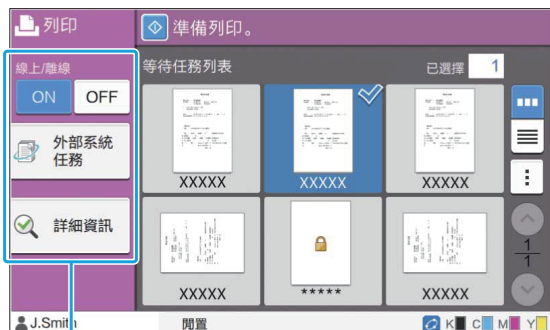 列印
準備列印。
線上/離線
ON OFF
外部系統
任務
詳細資訊
等待任務列表
已選擇 1
XXXXX XXXXX XXXXX
XXXXX ***** XXXXX
1
1
J.Smith
閒置
K C M Y